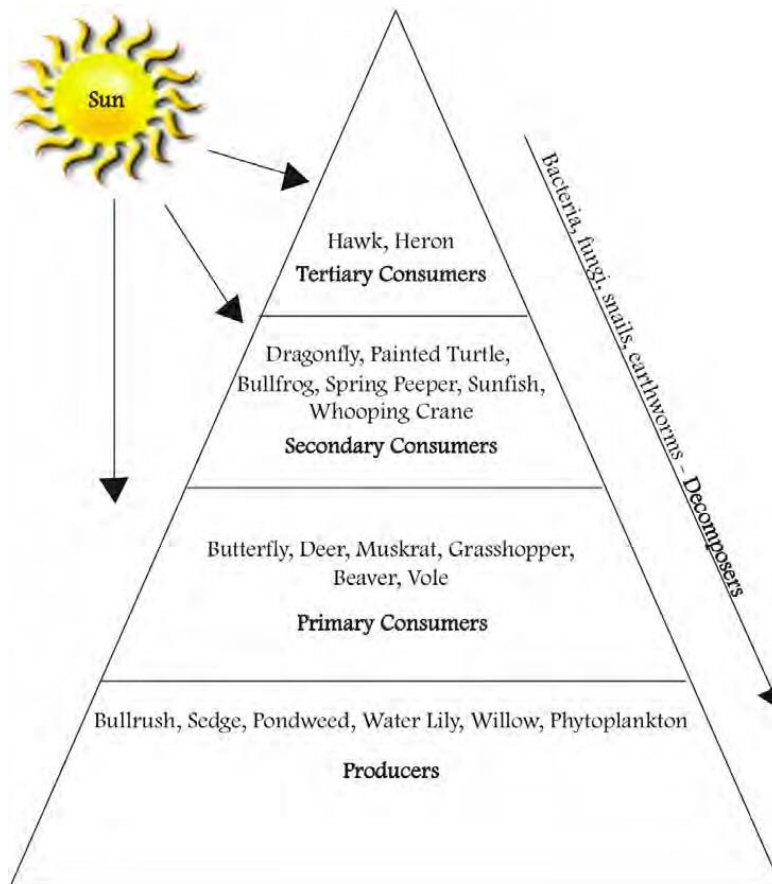 Sun
Hawk, Heron
Tertiary Consumers
Dragonfly, Painted Turtle,
Bullfrog, Spring Peeper, Sunfish,
Whooping Crane
Secondary Consumers
Butterfly, Deer, Muskrat, Grasshopper,
Beaver, Vole
Primary Consumers
Bullrush, Sedge, Pondweed, Water Lily, Willow, Phytoplankton
Producers
Bacteria, fungi, snails, earthworms - Decomposers